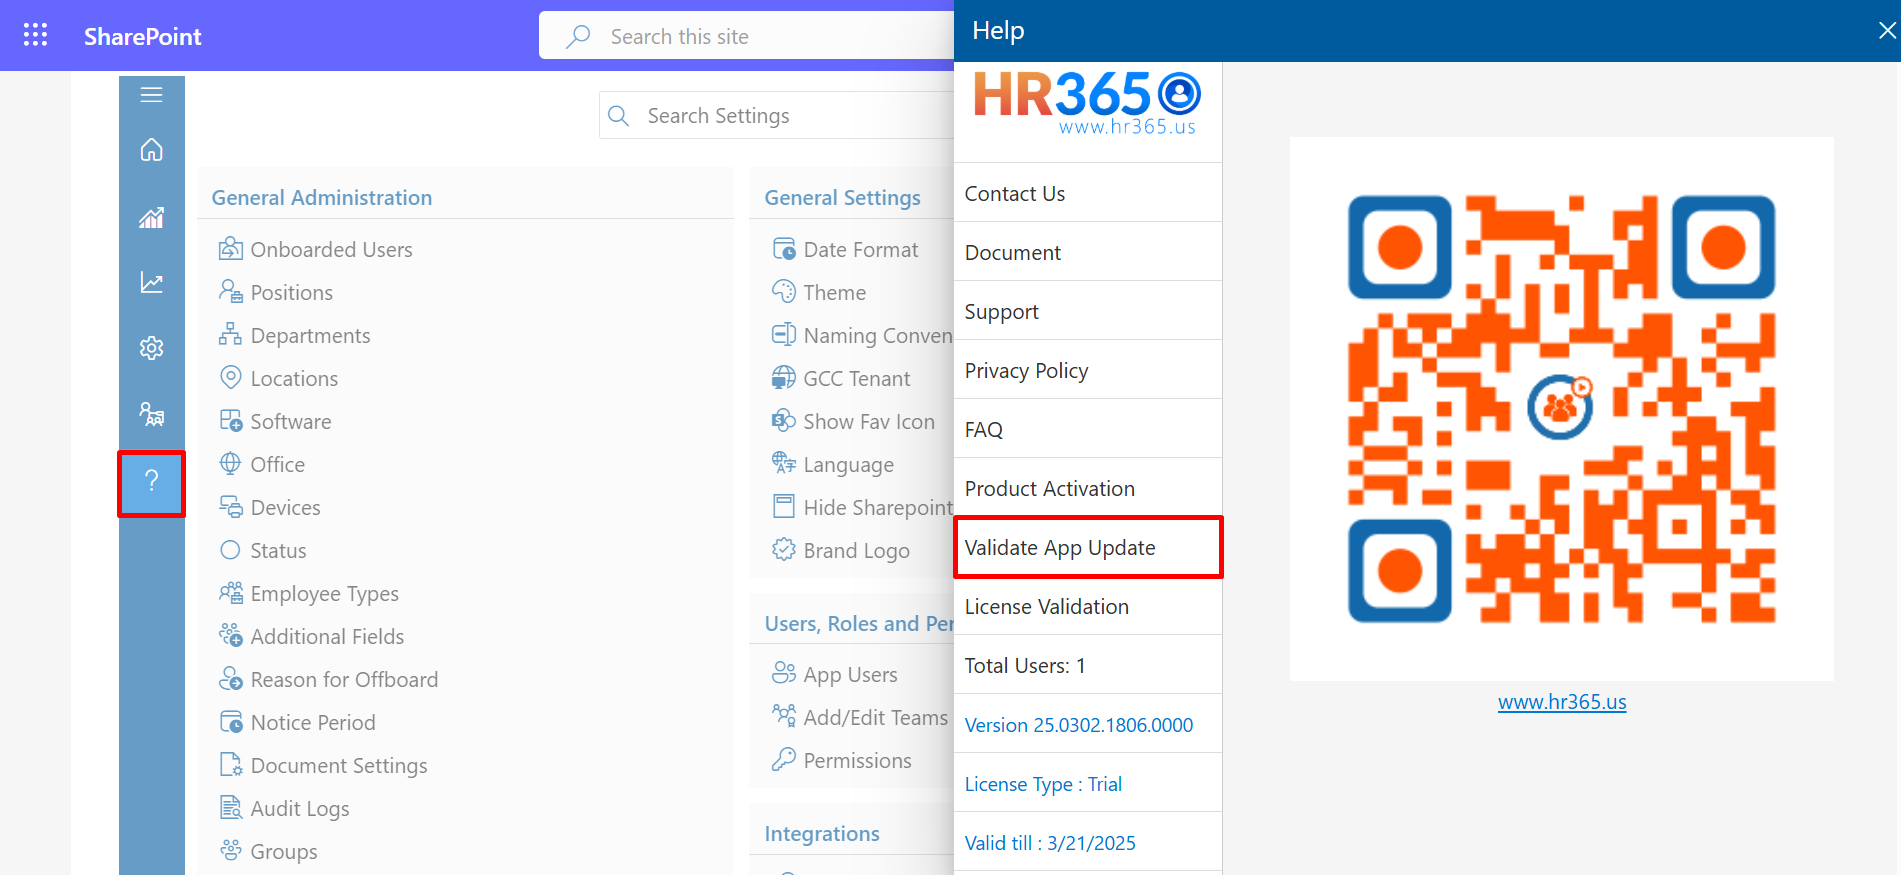 SharePoint
Search this site
Search Settings
General Administration
Onboarded Users
Positions
Departments
Locations
Software
Office
Devices
Status
Employee Types
Additional Fields
Reason for Offboard
Notice Period
Document Settings
Audit Logs
Groups
General Settings
Date Format
Theme
Naming Conven
GCC Tenant
Show Fav Icon
Language
Hide Sharepoint
Brand Logo
Users, Roles and Per
App Users
Add/Edit Teams
Permissions
Integrations
Help
HR365
www.hr365.us
Contact Us
Document
Support
Privacy Policy
FAQ
Product Activation
Validate App Update
License Validation
Total Users: 1
Version 25.0302.1806.0000
License Type : Trial
Valid till : 3/21/2025
www.hr365.us